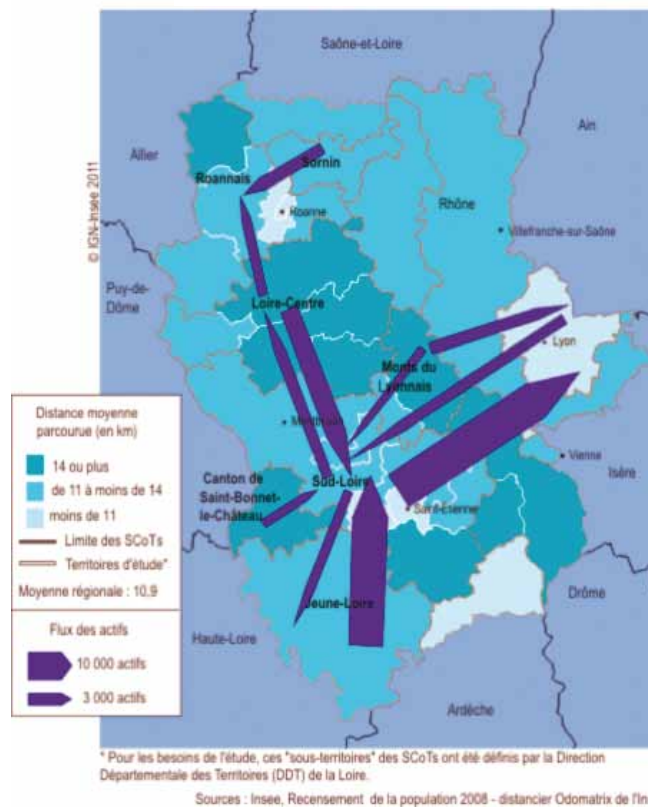 Saône-et-Loire
Ain
Allier
Sornin
Roannais
Roanne
Rhône
Villefranche-sur-Saône
© IGN-Insee 2011
Puy-de-
Dôme
Loire-Centre
Lyon
Monts du
Lyonnais
Distance moyenne
parcourue (en km)
14 ou plus
de 11 à moins de 14
moins de 11
Limite des SCoTs
Territoires d'étude*
Moyenne régionale : 10.9
Montbrison
Vienne
Isère
Canton de
Saint-Bonnet-
le-Château
Sud-Loire
Saint-Etienne
Jeune-Loire
Drôme
Haute-Loire
Flux des actifs
10 000 actifs
3 000 actifs
Ardèche
* Pour les besoins de l'étude, ces "sous-territoires" des SCoTs ont été définis par la Direction
Départementale des Territoires (DDT) de la Loire.
Sources : Insee, Recensement de la population 2008 - distancier Odomatrix de l'In